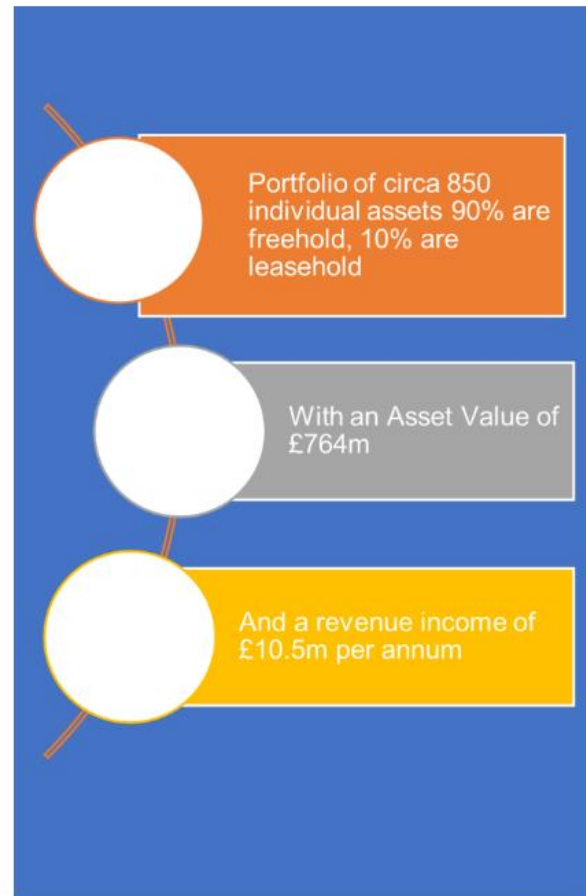 Portfolio of circa 850
individual assets 90% are
freehold, 10% are
leasehold
With an Asset Value of
£764m
And a revenue income of
£10.5m per annum